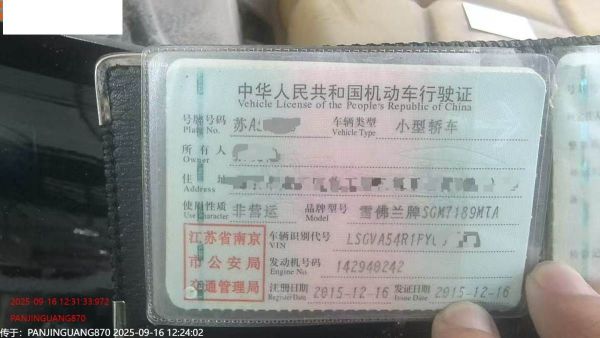 中华人民共和国机动车行驶证
Vehicle License of the People's Republic of China
号牌号码 苏A 车辆类型 小型轿车
Plate No. Vehicle Type
所有人
Owner
住址
Address
使用性质 非营运 品牌型号 雪佛兰牌SGM7189MTA
Use Character Model
江苏省南京市公安局交通管理局
车辆识别代号 LSGVA54R1FY
VIN
发动机号码 142940242
Engine No.
注册日期 2015-12-16 发证日期 2015-12-16
Register Date Issue Date
2025-09-16 12:31:33.972
PANJINGUANG870
传于：PANJINGUANG870 2025-09-16 12:24:02